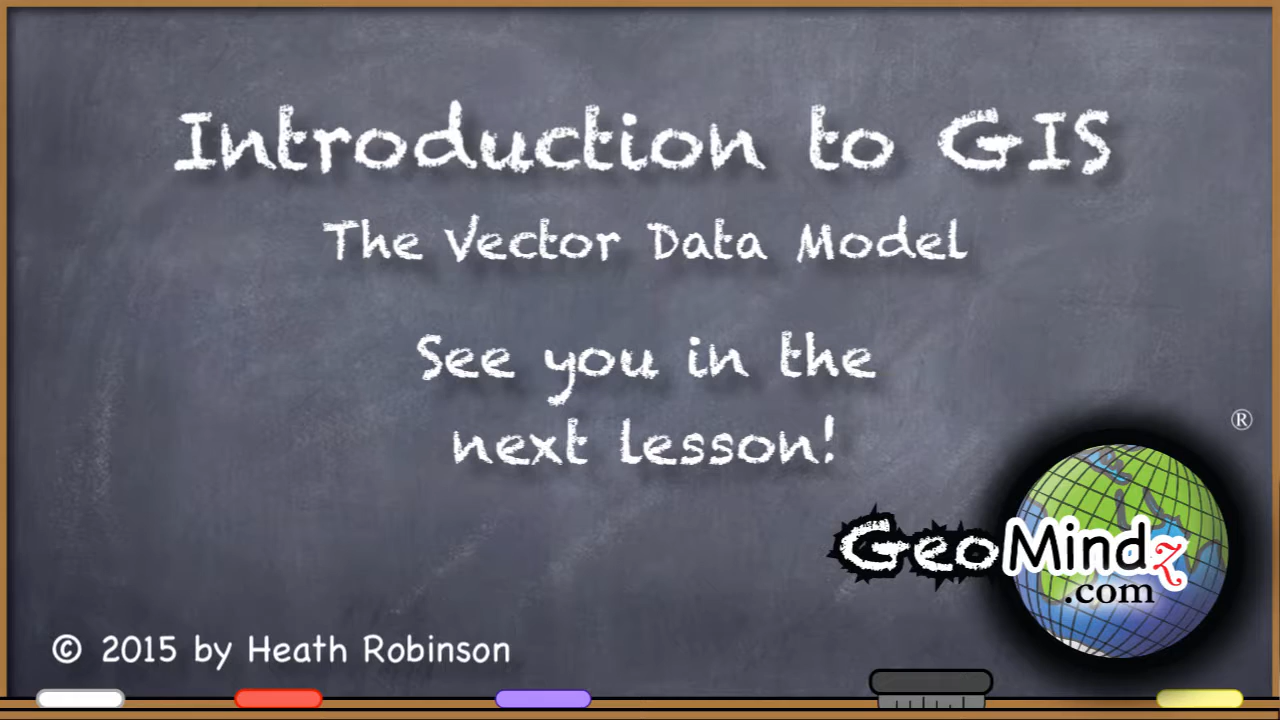 Introduction to GIS
The Vector Data Model
See you in the
next lesson!
®
GeoMindz
.com
© 2015 by Heath Robinson